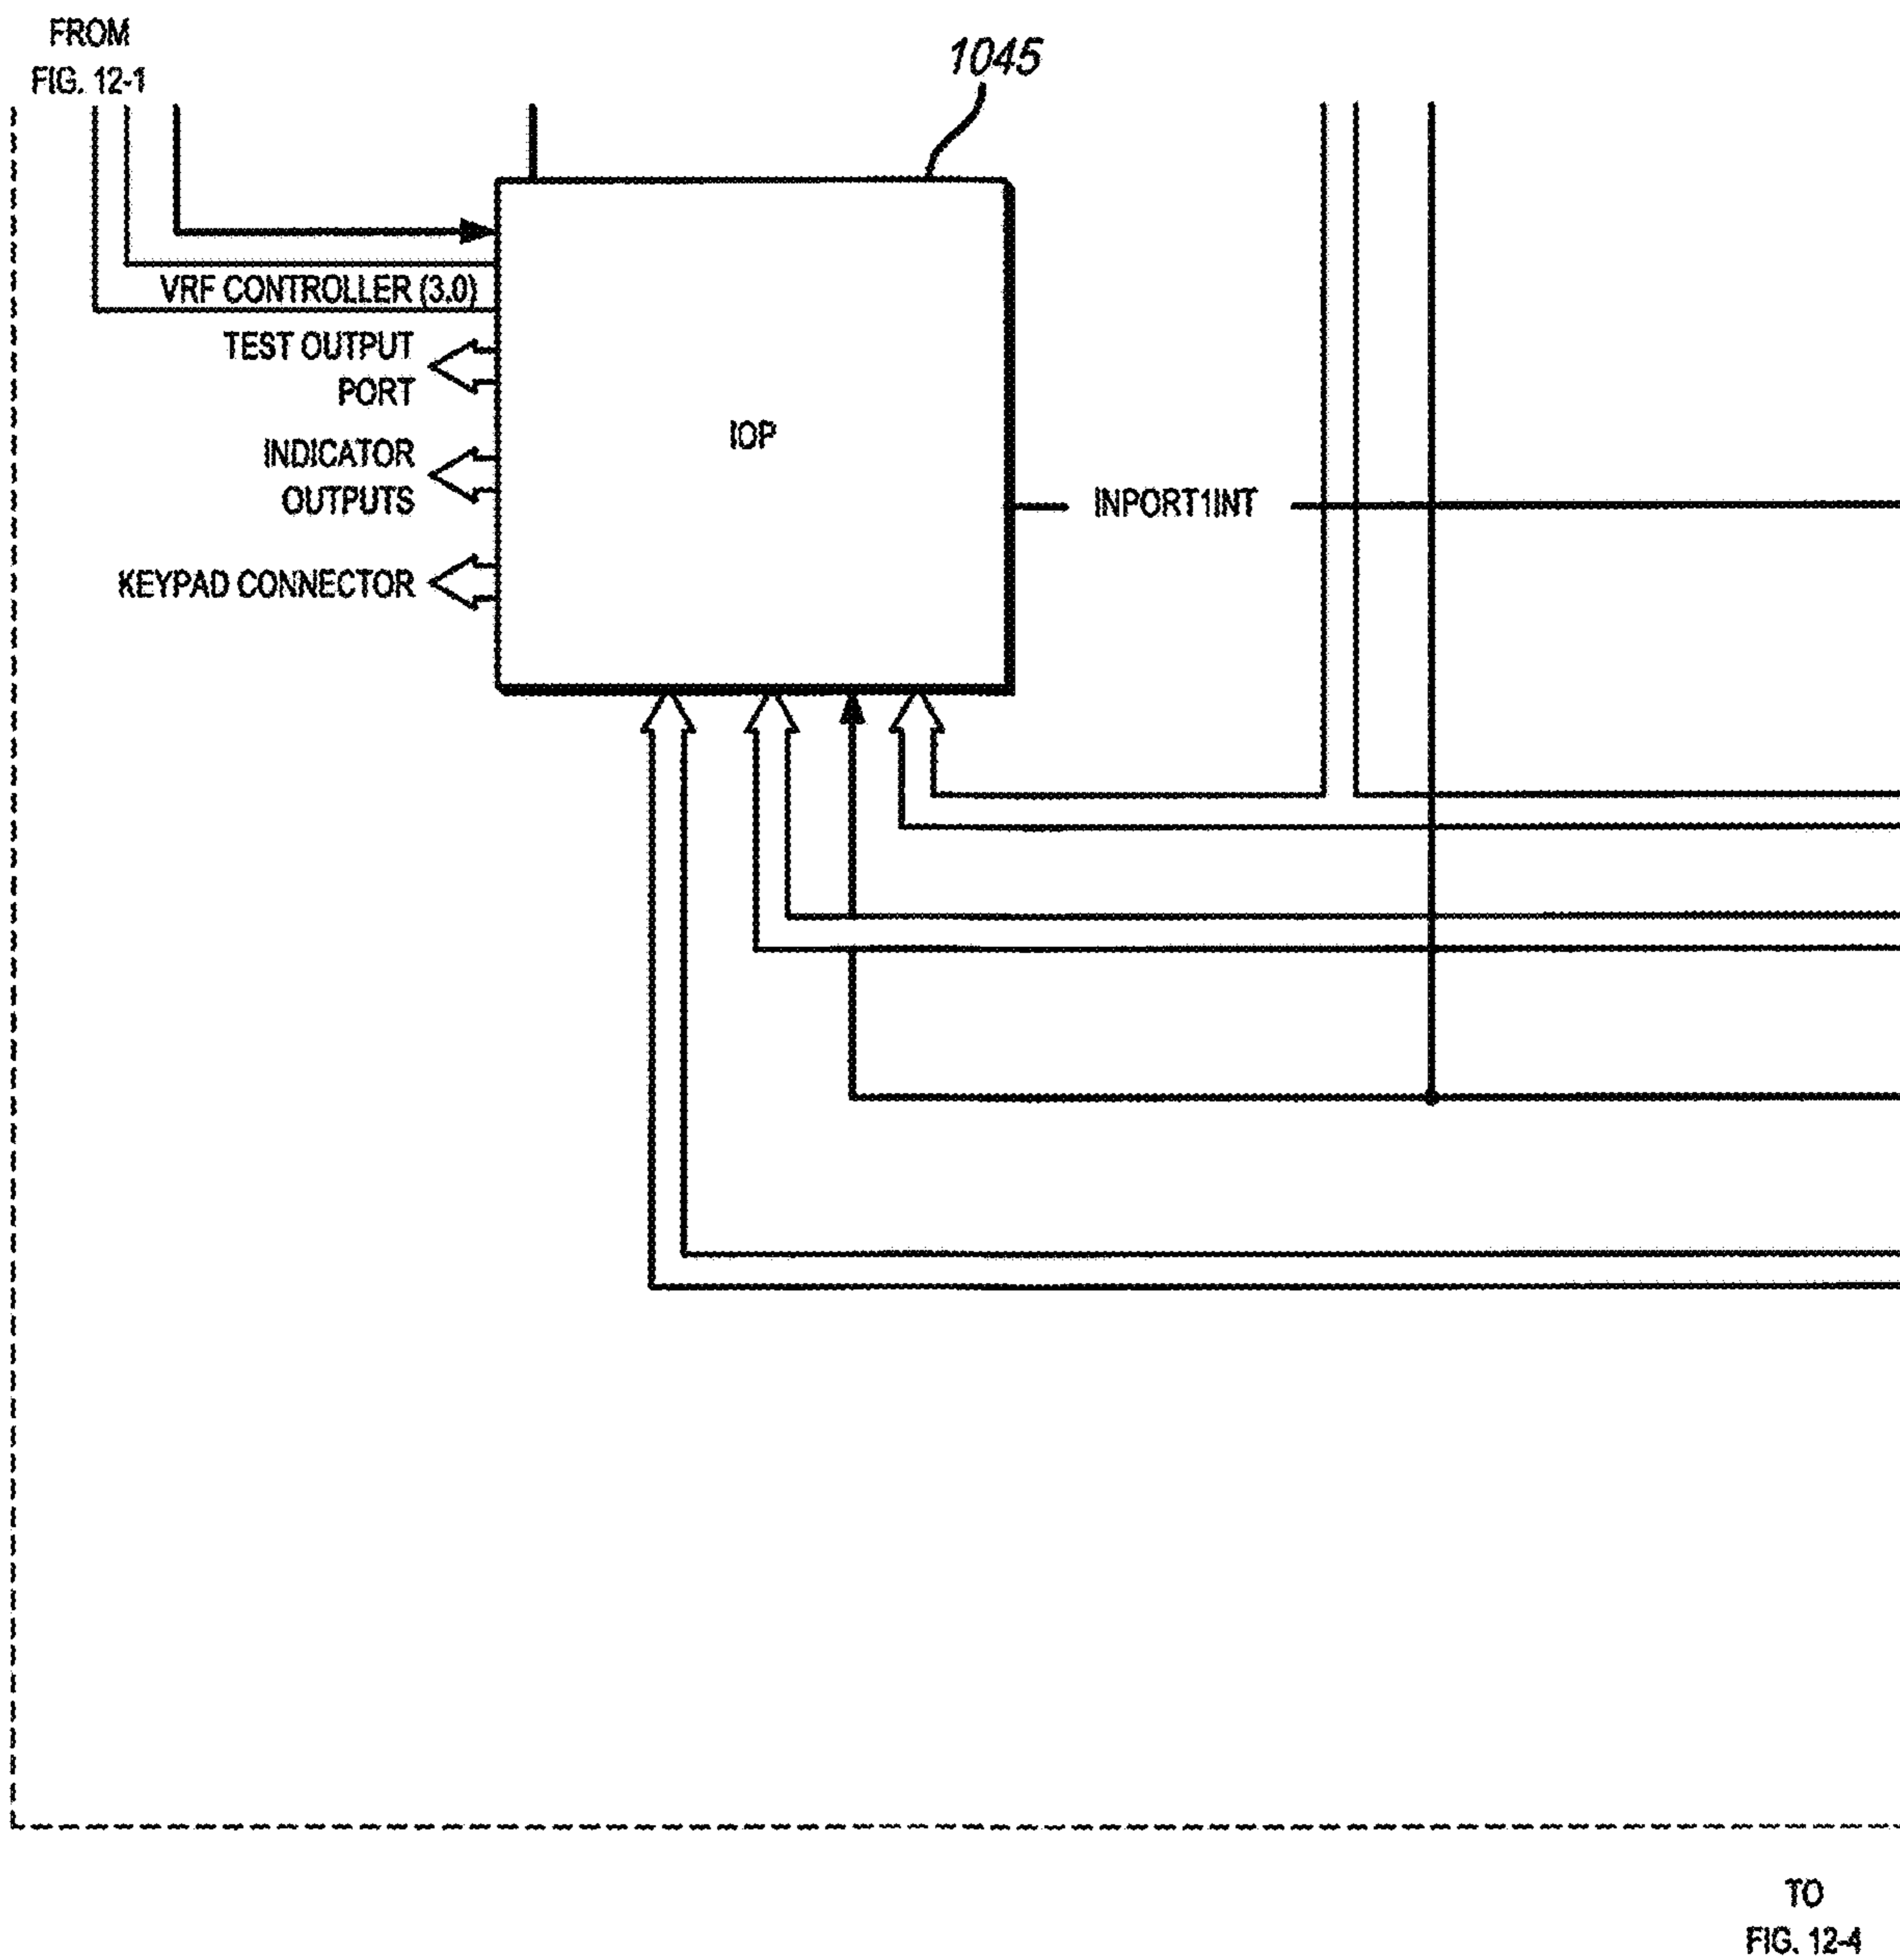 FROM
FIG. 12-1
1045
VRF CONTROLLER (3.0)
TEST OUTPUT
PORT
IOP
INDICATOR
OUTPUTS
INPORT1INT
KEYPAD CONNECTOR
TO
FIG. 12-4